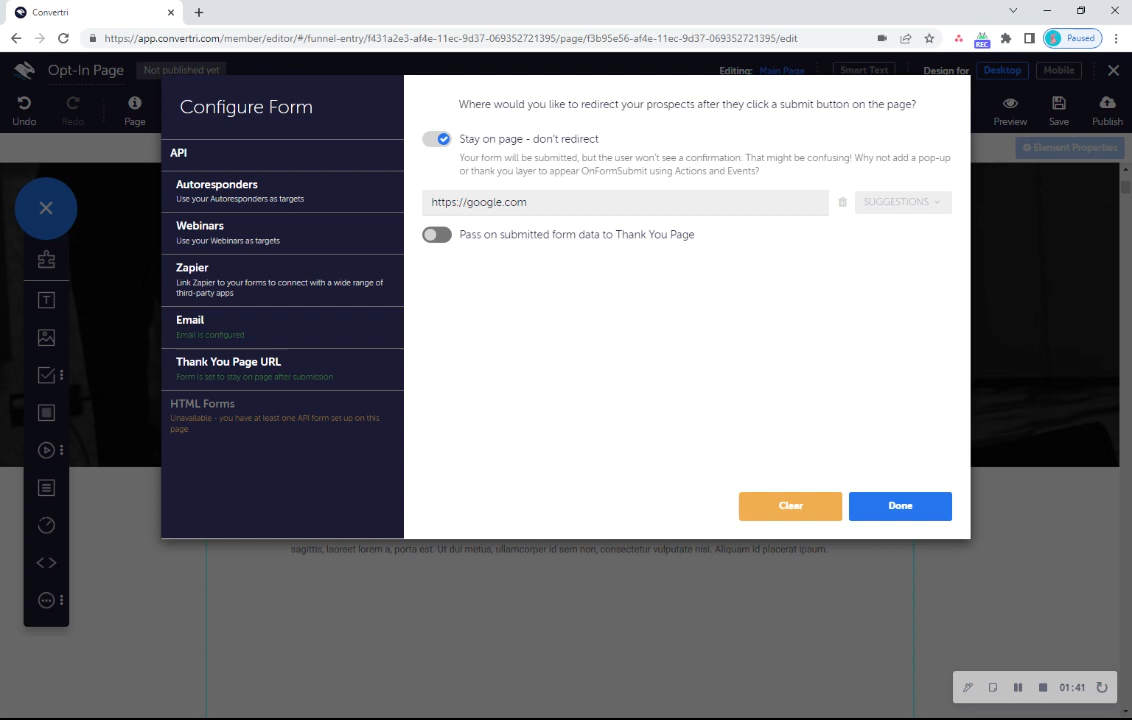 Convertri
https://app.convertri.com/member/editor/#/funnel-entry/f431a2e3-af4e-11ec-9d37-069352721395/page/f3b95e56-af4e-11ec-9d37-069352721395/edit
REC
Paused
Opt-In Page
Not published yet
Editing: Main Page
Smart Text
Design for
Desktop
Mobile
Undo
Redo
Page
Preview
Save
Publish
Element Properties
Configure Form
API
Autoresponders
Use your Autoresponders as targets
Webinars
Use your Webinars as targets
Zapier
Link Zapier to your forms to connect with a wide range of
third-party apps
Email
Email is configured
Thank You Page URL
Form is set to stay on page after submission
HTML Forms
Unavailable - you have at least one API form set up on this
page.
Where would you like to redirect your prospects after they click a submit button on the page?
Stay on page - don't redirect
Your form will be submitted, but the user won't see a confirmation. That might be confusing! Why not add a pop-up
or thank you layer to appear OnFormSubmit using Actions and Events?
https://google.com
SUGGESTIONS
Pass on submitted form data to Thank You Page
Clear
Done
sagittis, laoreet lorem a, porta est. Ut dui metus, ullamcorper id sem non, consectetur vulputate nisi. Aliquam id placerat ipsum.
01:41